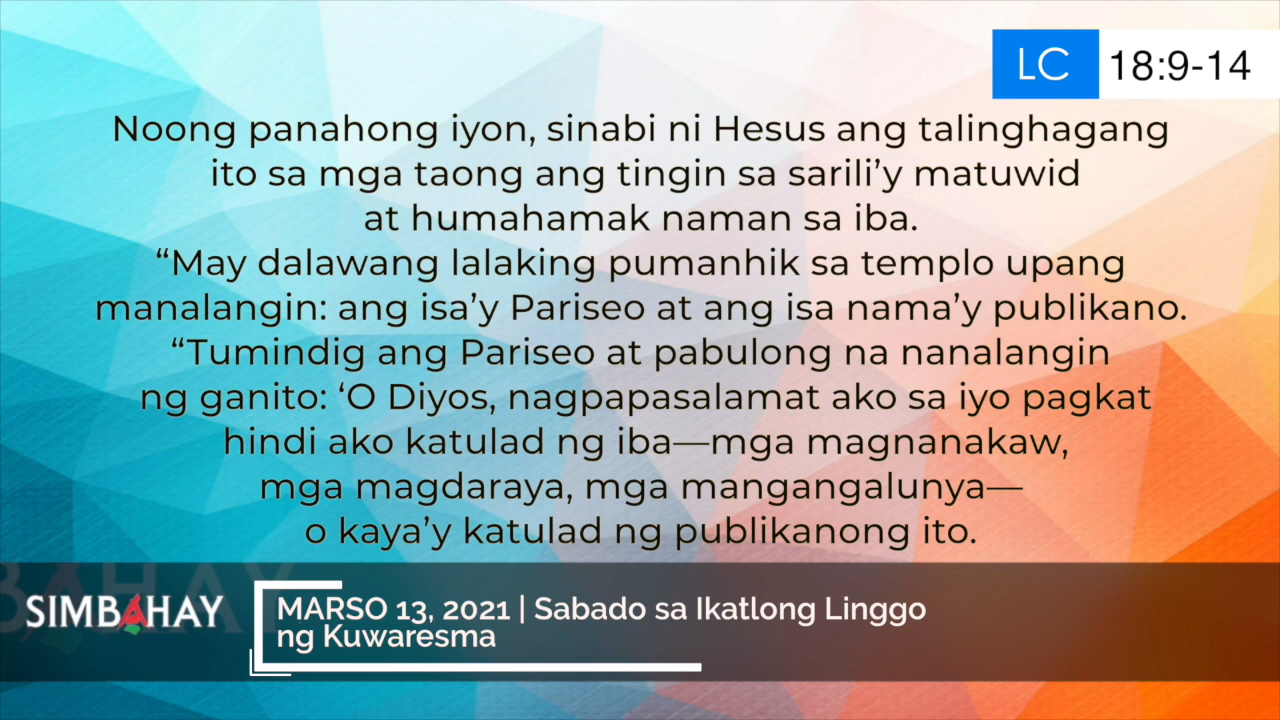 LC 18:9-14
Noong panahong iyon, sinabi ni Hesus ang talinghagang
ito sa mga taong ang tingin sa sarili’y matuwid
at humahamak naman sa iba.
“May dalawang lalaking pumanhik sa templo upang
manalangin: ang isa’y Pariseo at ang isa nama’y publikano.
“Tumindig ang Pariseo at pabulong na nanalangin
ng ganito: ‘O Diyos, nagpapasalamat ako sa iyo pagkat
hindi ako katulad ng iba—mga magnanakaw,
mga magdaraya, mga mangangalunya—
o kaya’y katulad ng publikanong ito.
SIMBAHAY
MARSO 13, 2021 | Sabado sa Ikatlong Linggo
ng Kuwaresma